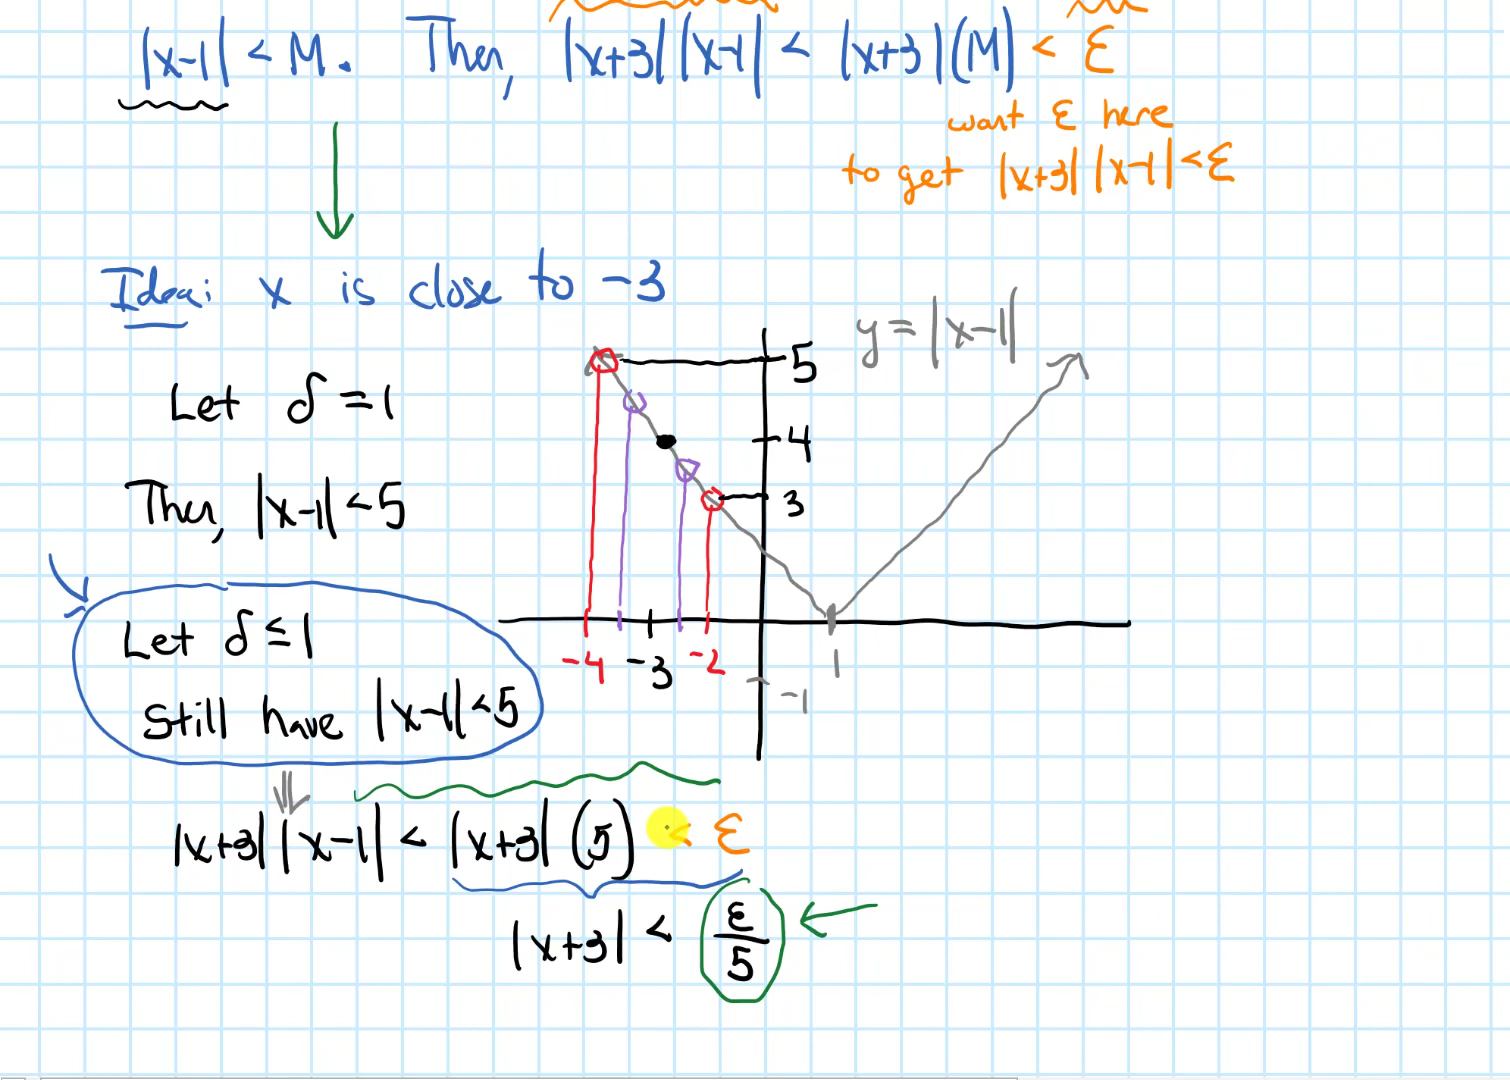 |x-1| < M. Then, |x+3| |x-1| < |x+3| (M) < ε
want ε here
to get |x+3| |x-1| < ε
Idea: x is close to -3
y = |x-1|
5
Let δ = 1
4
Then, |x-1| < 5
3
Let δ ≤ 1
-4 -3 -2 1
-1
Still have |x-1| < 5
|x+3| |x-1| < |x+3| (5) < ε
|x+3| < ε/5